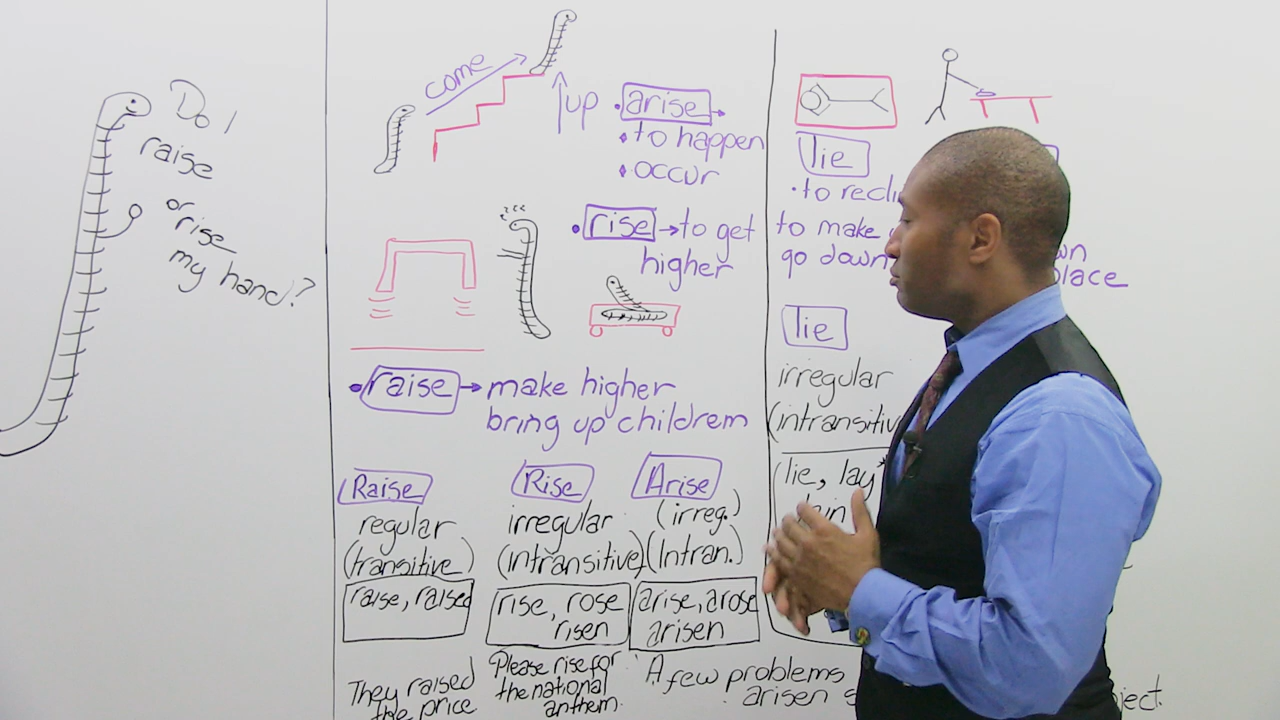 Do I
raise
or
rise
my hand?
come
up
arise
to happen
occur
rise → to get
higher
zzz
raise → make higher
bring up childrem
Raise
regular
(transitive)
raise, raised
Rise
irregular
(intransitive)
rise, rose
risen
Arise
(irreg.)
(Intran.)
arise, arose
arisen
They raised
the price
Please rise for
the national
anthem.
A few problems
arisen
lie
to
to make
go down
place
lie
irregular
lie, lay*